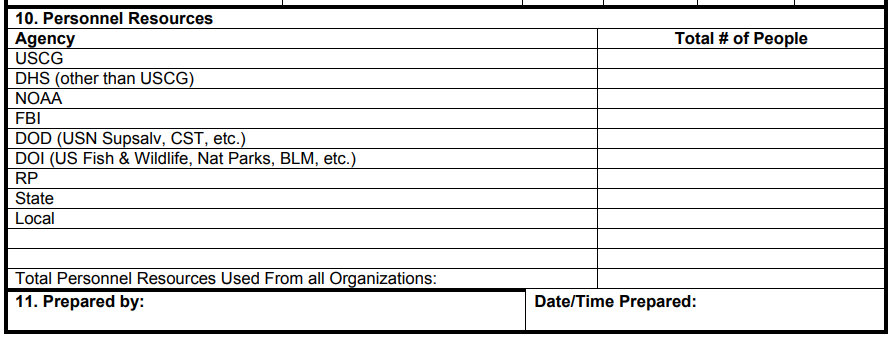 10. Personnel Resources
Agency Total # of People
USCG
DHS (other than USCG)
NOAA
FBI
DOD (USN Supsalv, CST, etc.)
DOI (US Fish & Wildlife, Nat Parks, BLM, etc.)
RP
State
Local
Total Personnel Resources Used From all Organizations:
11. Prepared by: Date/Time Prepared: